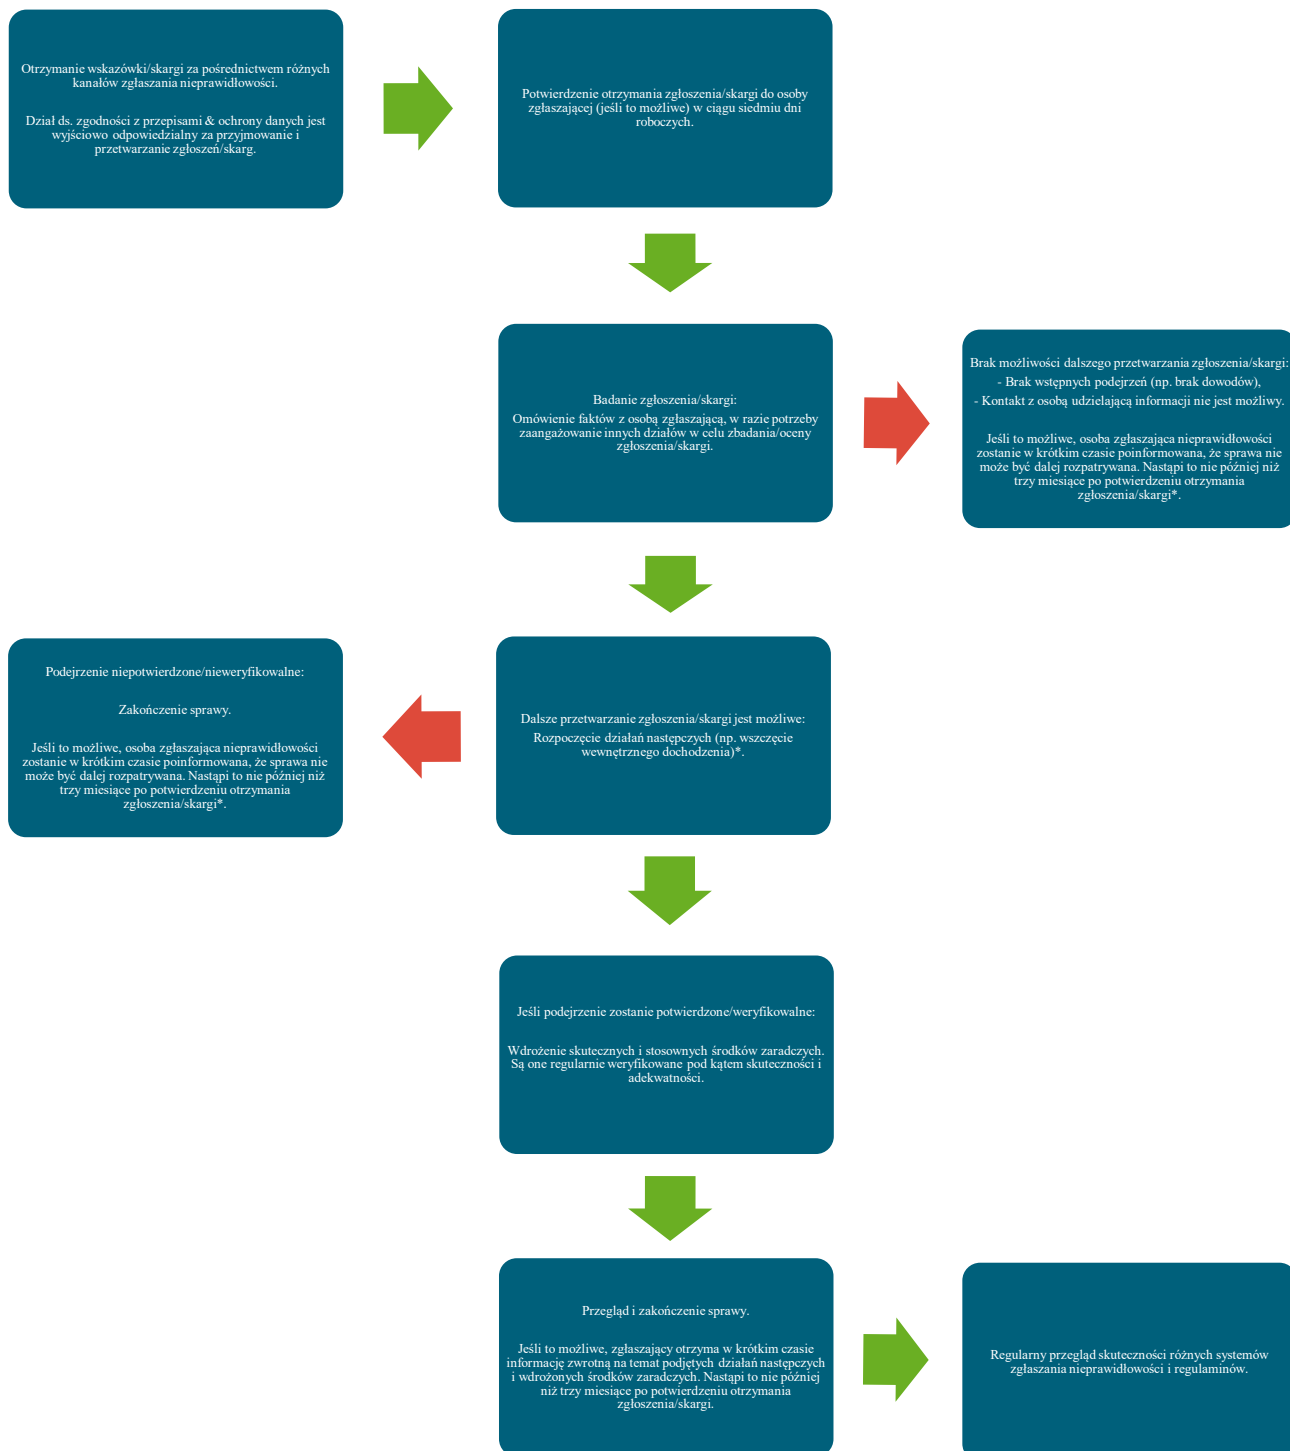 Otrzymanie wskazówki/skargi za pośrednictwem różnych
kanałów zgłaszania nieprawidłowości.
Dział ds. zgodności z przepisami & ochrony danych jest
wyjściowo odpowiedzialny za przyjmowanie i
przetwarzanie zgłoszeń/skarg.
Potwierdzenie otrzymania zgłoszenia/skargi do osoby
zgłaszającej (jeśli to możliwe) w ciągu siedmiu dni
roboczych.
Badanie zgłoszenia/skargi:
Omówienie faktów z osobą zgłaszającą, w razie potrzeby
zaangażowanie innych działów w celu zbadania/oceny
zgłoszenia/skargi.
Brak możliwości dalszego przetwarzania zgłoszenia/skargi:
- Brak wstępnych podejrzeń (np. brak dowodów),
- Kontakt z osobą udzielającą informacji nie jest możliwy.
Jeśli to możliwe, osoba zgłaszająca nieprawidłowości
zostanie w krótkim czasie poinformowana, że sprawa nie
może być dalej rozpatrywana. Nastąpi to nie później niż
trzy miesiące po potwierdzeniu otrzymania
zgłoszenia/skargi*.
Podejrzenie niepotwierdzone/nieweryfikowalne:
Zakończenie sprawy.
Jeśli to możliwe, osoba zgłaszająca nieprawidłowości
zostanie w krótkim czasie poinformowana, że sprawa nie
może być dalej rozpatrywana. Nastąpi to nie później niż
trzy miesiące po potwierdzeniu otrzymania
zgłoszenia/skargi*.
Dalsze przetwarzanie zgłoszenia/skargi jest możliwe:
Rozpoczęcie działań następczych (np. wszczęcie
wewnętrznego dochodzenia)*.
Jeśli podejrzenie zostanie potwierdzone/weryfikowalne:
Wdrożenie skutecznych i stosownych środków zaradczych.
Są one regularnie weryfikowane pod kątem skuteczności i
adekwatności.
Przegląd i zakończenie sprawy.
Jeśli to możliwe, zgłaszający otrzyma w krótkim czasie
informację zwrotną na temat podjętych działań następczych
i wdrożonych środków zaradczych. Nastąpi to nie później
niż trzy miesiące po potwierdzeniu otrzymania
zgłoszenia/skargi.
Regularny przegląd skuteczności różnych systemów
zgłaszania nieprawidłowości i regulaminów.